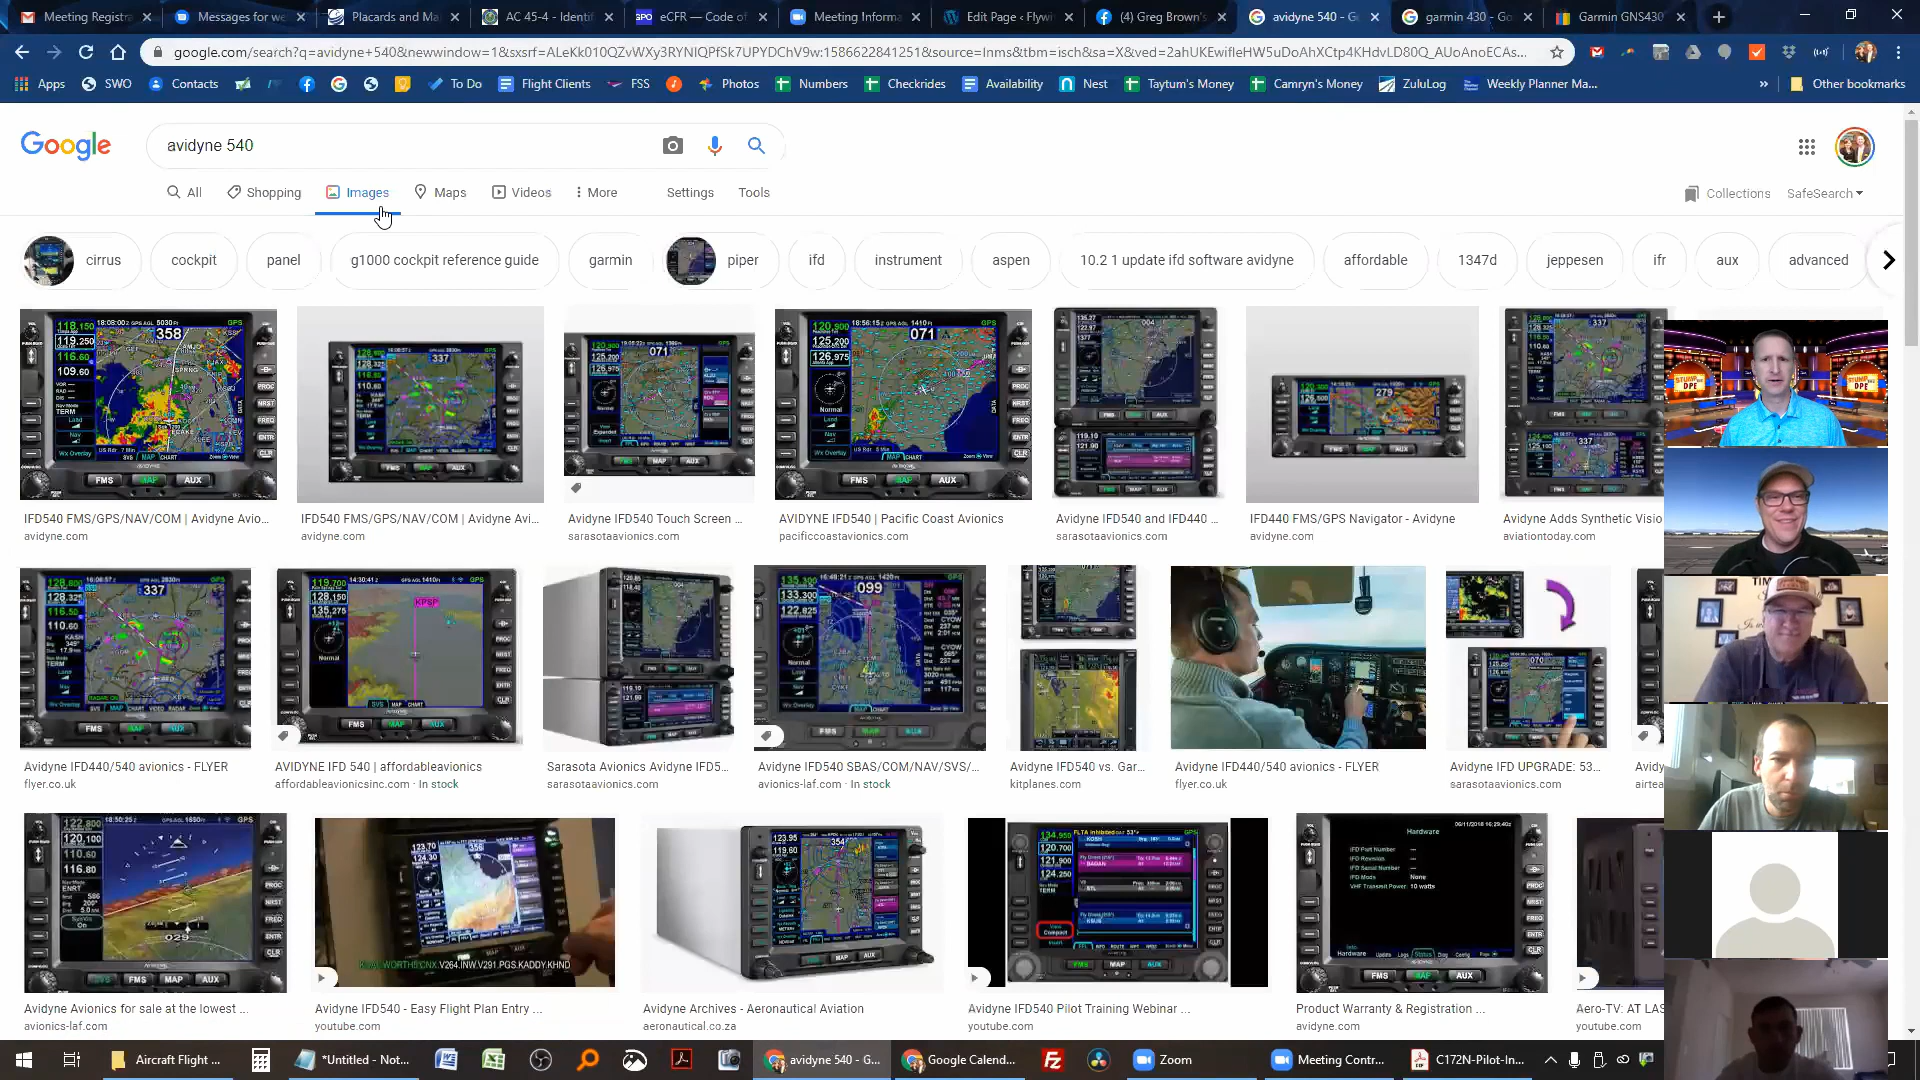 Meeting Registra
Messages for we
Placards and Ma
AC 45-4 - Identif
eCFR — Code of
Meeting Informa
Edit Page ‹ Flywi
(4) Greg Brown's
avidyne 540 - G
garmin 430 - Go
Garmin GNS430
google.com/search?q=avidyne+540&newwindow=1&sxsrf=ALeKk010QZvWXy3RYNIQPfSk7UPYDChV9w:1586622841251&source=lnms&tbm=isch&sa=X&ved=2ahUKEwifleHW5uDoAhXCtp4KHdvLD80Q_AUoAnoECAs...
Apps
SWO
Contacts
To Do
Flight Clients
FSS
Photos
Numbers
Checkrides
Availability
Nest
Taytum's Money
Camryn's Money
ZuluLog
Weekly Planner Ma...
Other bookmarks
Google
avidyne 540
All
Shopping
Images
Maps
Videos
More
Settings
Tools
Collections
SafeSearch
cirrus
cockpit
panel
g1000 cockpit reference guide
garmin
piper
ifd
instrument
aspen
10.2 1 update ifd software avidyne
affordable
1347d
jeppesen
ifr
aux
advanced
IFD540 FMS/GPS/NAV/COM | Avidyne Avio...
avidyne.com
IFD540 FMS/GPS/NAV/COM | Avidyne Avi...
avidyne.com
Avidyne IFD540 Touch Screen ...
sarasotaavionics.com
AVIDYNE IFD540 | Pacific Coast Avionics
pacificcoastavionics.com
Avidyne IFD540 and IFD440 ...
sarasotaavionics.com
IFD440 FMS/GPS Navigator - Avidyne
avidyne.com
Avidyne Adds Synthetic Visio
aviationtoday.com
STUMP THE DPE
Avidyne IFD440/540 avionics - FLYER
flyer.co.uk
AVIDYNE IFD 540 | affordableavionics
affordableavionicsinc.com · In stock
Sarasota Avionics Avidyne IFD5...
sarasotaavionics.com
Avidyne IFD540 SBAS/COM/NAV/SVS/...
avionics-laf.com · In stock
Avidyne IFD540 vs. Gar...
kitplanes.com
Avidyne IFD440/540 avionics - FLYER
flyer.co.uk
Avidyne IFD UPGRADE: 53...
sarasotaavionics.com
Avidy
airtea
Avidyne Avionics for sale at the lowest ...
avionics-laf.com
Avidyne IFD540 - Easy Flight Plan Entry ...
youtube.com
Avidyne Archives - Aeronautical Aviation
aeronautical.co.za
Avidyne IFD540 Pilot Training Webinar ...
youtube.com
Product Warranty & Registration ...
avidyne.com
Aero-TV: AT LAS
youtube.com
Aircraft Flight ...
*Untitled - Not...
avidyne 540 - G...
Google Calend...
Zoom
Meeting Contr...
C172N-Pilot-In...